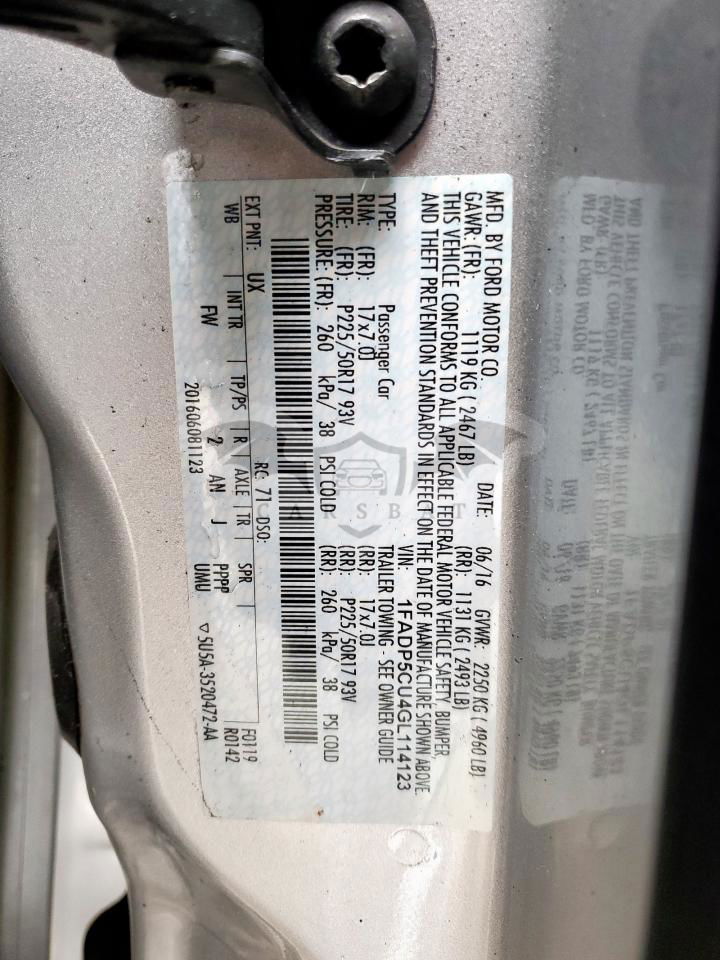 MFD. BY FORD MOTOR CO.
DATE: 06/16 GVWR: 2250 KG ( 4960 LB)
GAWR: (FR): 1119 KG ( 2467 LB) (RR): 1131 KG ( 2493 LB)
THIS VEHICLE CONFORMS TO ALL APPLICABLE FEDERAL MOTOR VEHICLE SAFETY, BUMPER,
AND THEFT PREVENTION STANDARDS IN EFFECT ON THE DATE OF MANUFACTURE SHOWN ABOVE.
VIN: 1FADP5CU4GL114123
TYPE: Passenger Car TRAILER TOWING - SEE OWNER GUIDE
RIM: (FR): 17x7.0J (RR): 17x7.0J
TIRE: (FR): P225/50R17 93V (RR): P225/50R17 93V
PRESSURE: (FR): 260 kPa/ 38 PSI COLD (RR): 260 kPa/ 38 PSI COLD
EXT PNT: UX RC: 71 DSO: F0119
WB INT TR TP/PS R AXLE TR SPR R0142
FW 2 AN J PPPP
UMU
201606081123 ▽5U5A-3520472-AA
CARSBAT